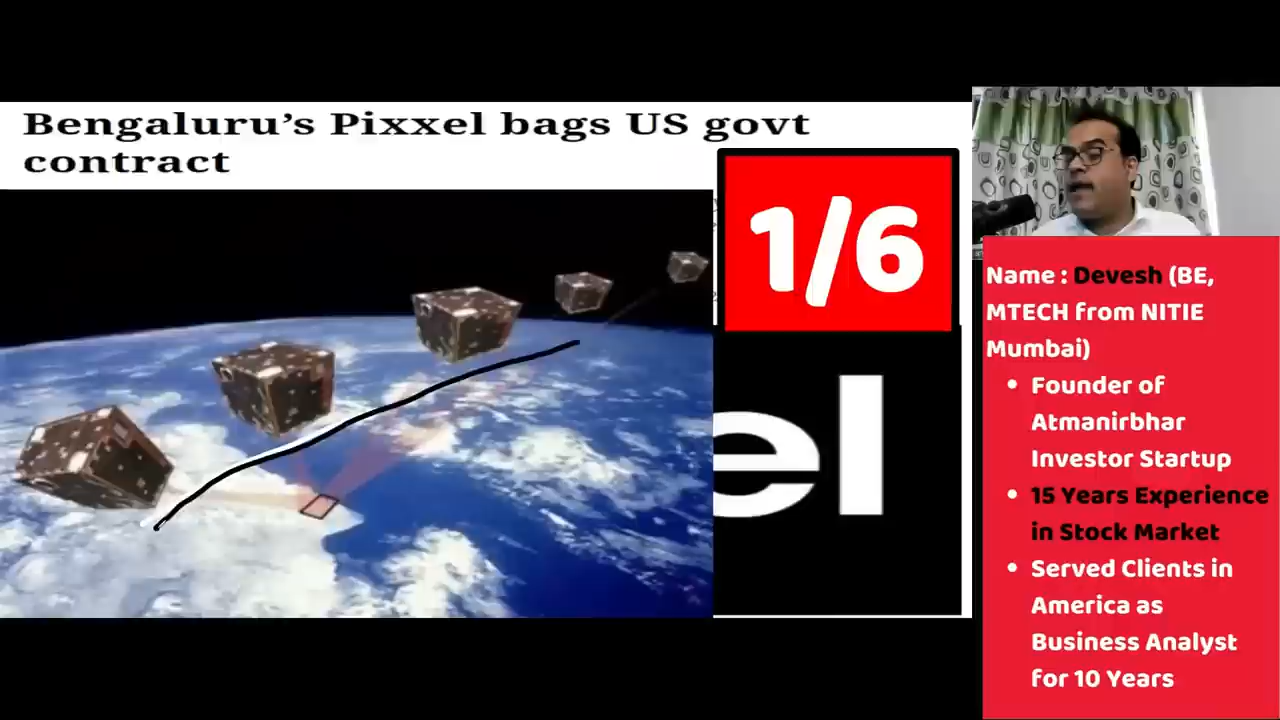 Bengaluru’s Pixxel bags US govt
contract
1/6
el
Name : Devesh (BE,
MTECH from NITIE
Mumbai)
• Founder of
Atmanirbhar
Investor Startup
• 15 Years Experience
in Stock Market
• Served Clients in
America as
Business Analyst
for 10 Years